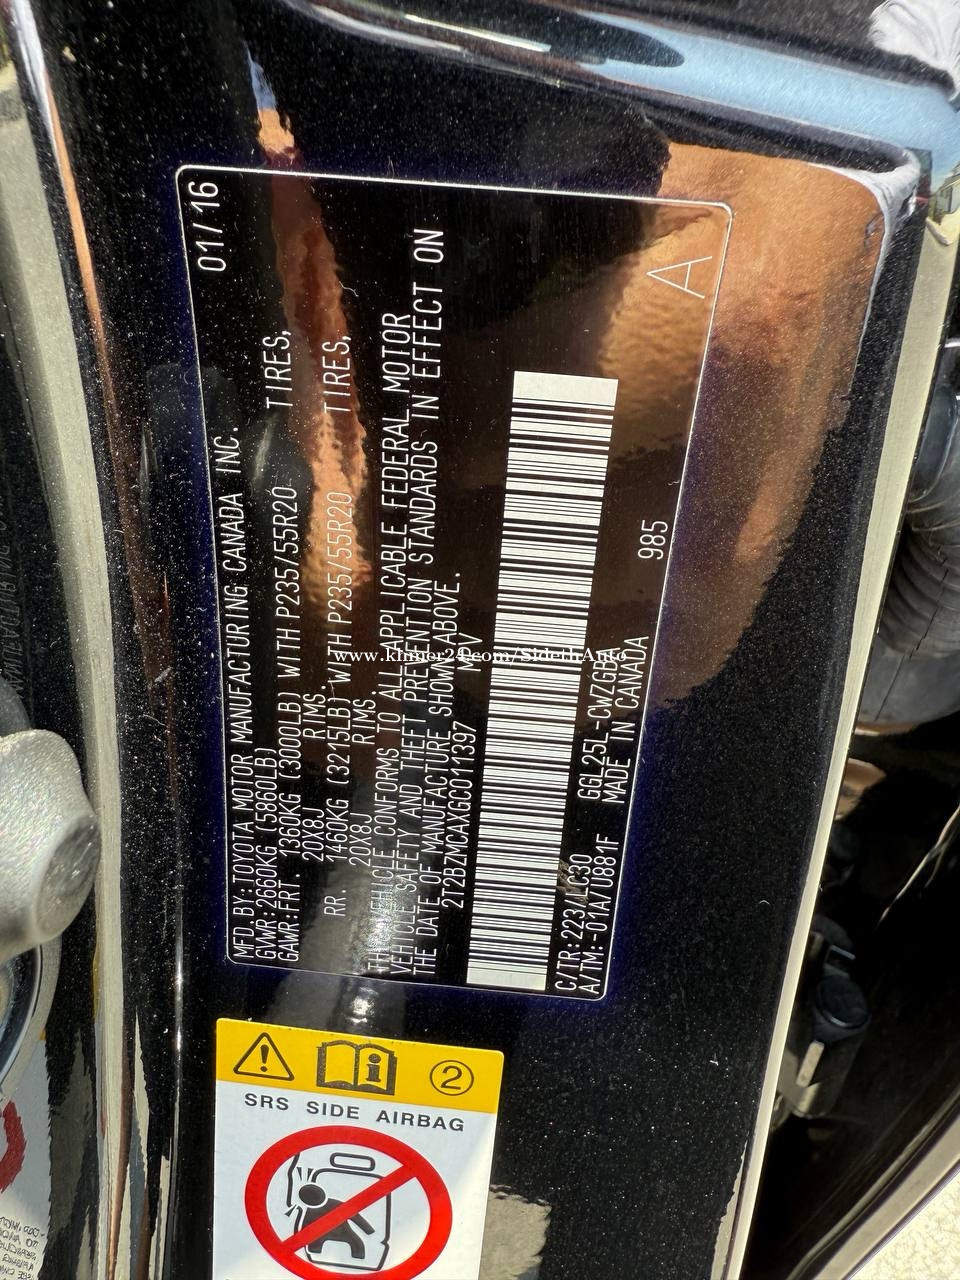 MFD.BY:TOYOTA MOTOR MANUFACTURING CANADA INC. 01/16
GVWR:2660KG (5860LB)
GAWR:FRT. 1360KG (3000LB) WITH P235/55R20 TIRES,
20X8J RIMS.
RR. 1460KG (3215LB) WITH P235/55R20 TIRES,
20X8J RIMS.
THIS VEHICLE CONFORMS TO ALL APPLICABLE FEDERAL MOTOR
VEHICLE SAFETY AND THEFT PREVENTION STANDARDS IN EFFECT ON
THE DATE OF MANUFACTURE SHOWN ABOVE.
2T2BZMCAXGC011397 MPV
C/TR:223/LC30 GGL25L- 985
A/TM:-01A/U881F MADE IN CANADA
A
www.khmer24.com/SidethAuto
2
SRS SIDE AIRBAG